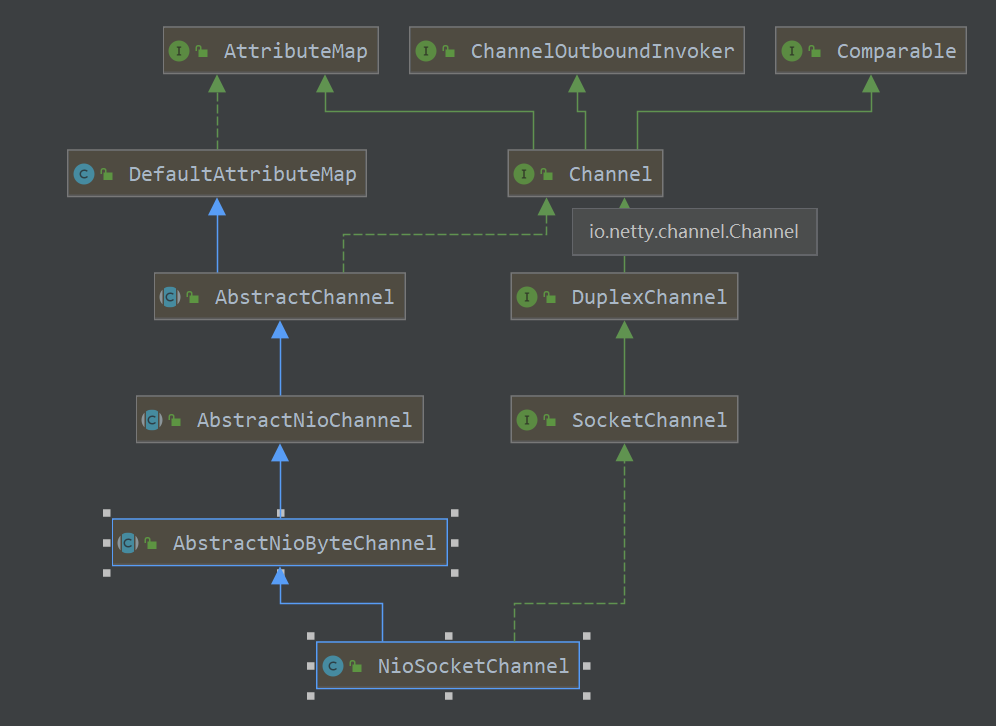 I AttributeMap
I ChannelOutboundInvoker
I Comparable
C DefaultAttributeMap
I Channel
io.netty.channel.Channel
C AbstractChannel
I DuplexChannel
C AbstractNioChannel
I SocketChannel
C AbstractNioByteChannel
C NioSocketChannel